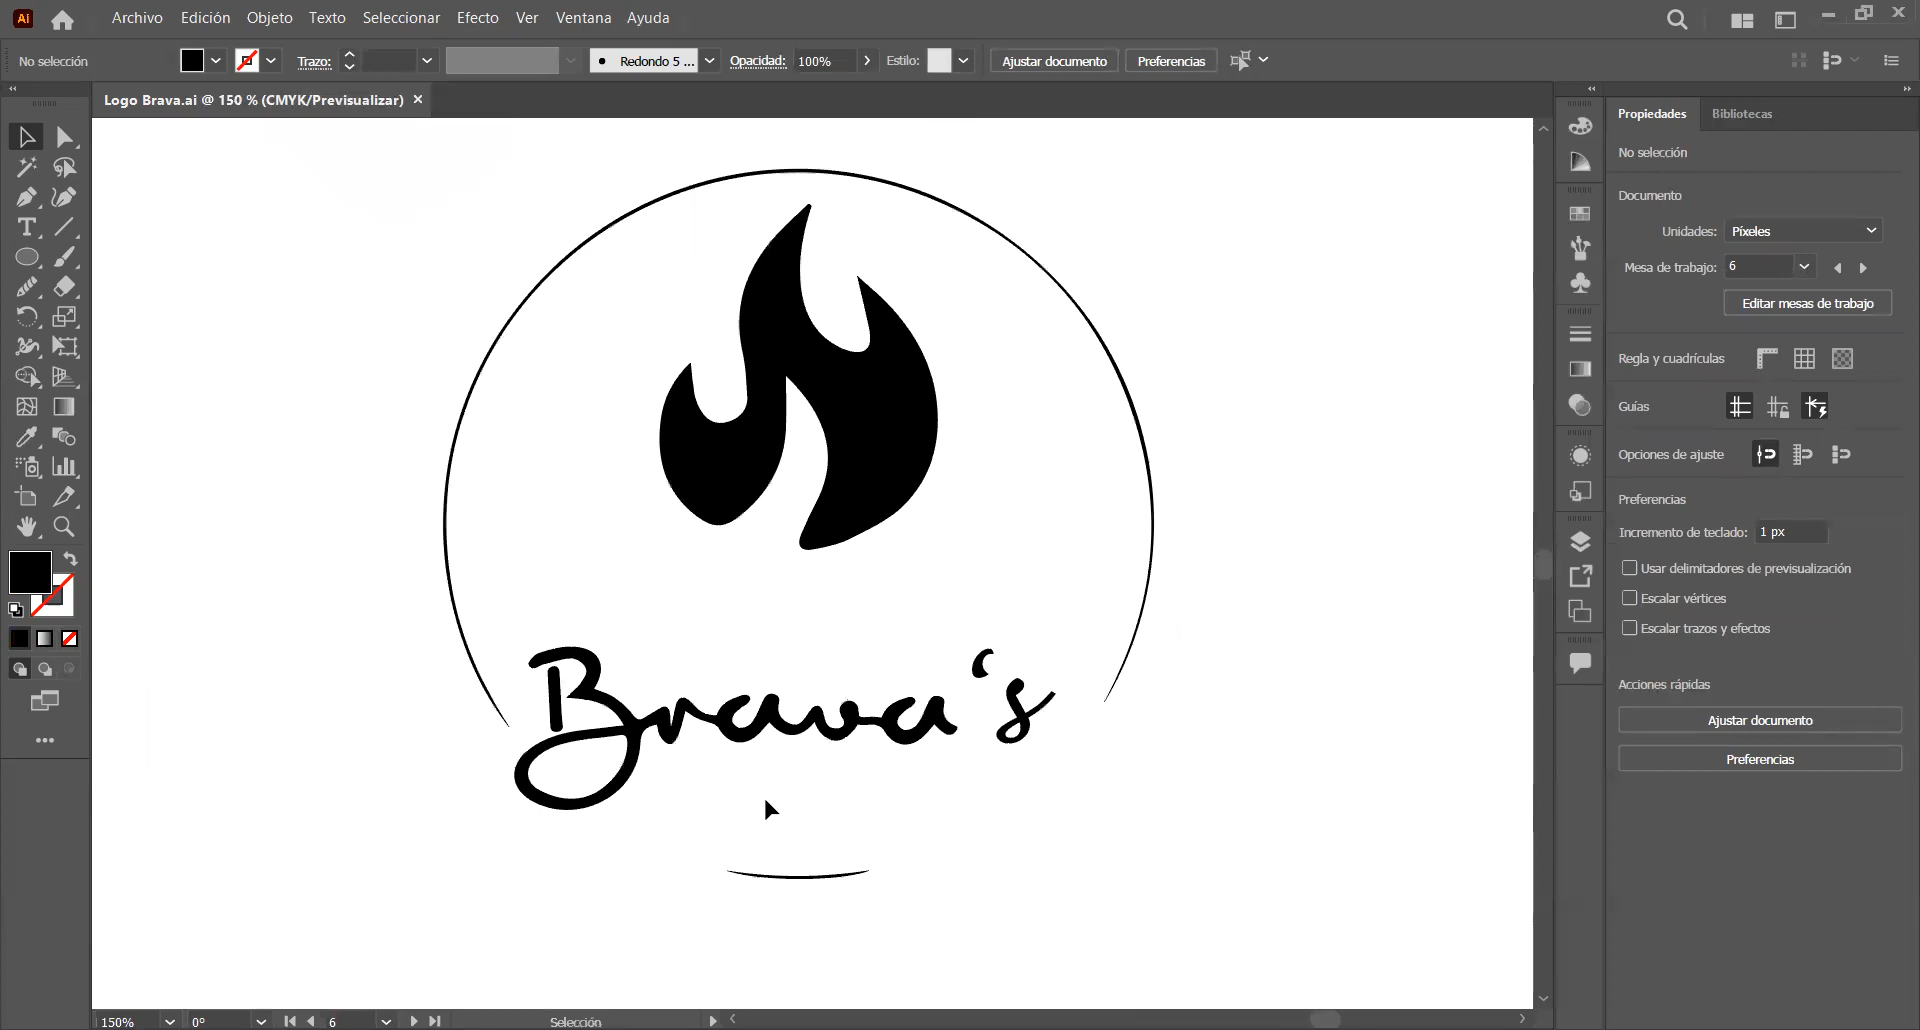 Ai Archivo Edición Objeto Texto Seleccionar Efecto Ver Ventana Ayuda
No selección Trazo: Redondo 5 ... Opacidad: 100% Estilo: Ajustar documento Preferencias
Logo Brava.ai @ 150 % (CMYK/Previsualizar) ×
Propiedades Bibliotecas
No selección
Documento
Unidades: Píxeles
Mesa de trabajo: 6
Editar mesas de trabajo
Regla y cuadrículas
Guías
Opciones de ajuste
Preferencias
Incremento de teclado: 1 px
Usar delimitadores de previsualización
Escalar vértices
Escalar trazos y efectos
Acciones rápidas
Ajustar documento
Preferencias
Brava‘s
150% 0° 6 Selección